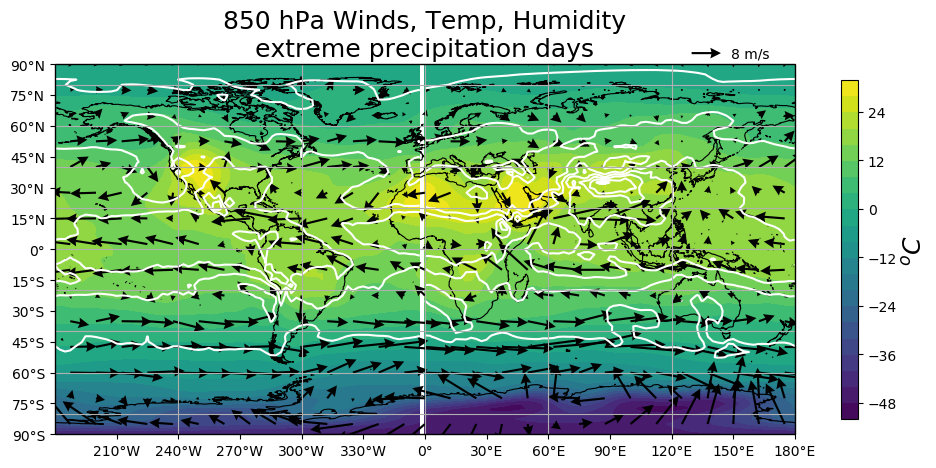 850 hPa Winds, Temp, Humidity
extreme precipitation days
8 m/s
90°N
75°N
60°N
45°N
30°N
15°N
0°
15°S
30°S
45°S
60°S
75°S
90°S
210°W 240°W 270°W 300°W 330°W 0° 30°E 60°E 90°E 120°E 150°E 180°E
24
12
0
−12
−24
−36
−48
°C